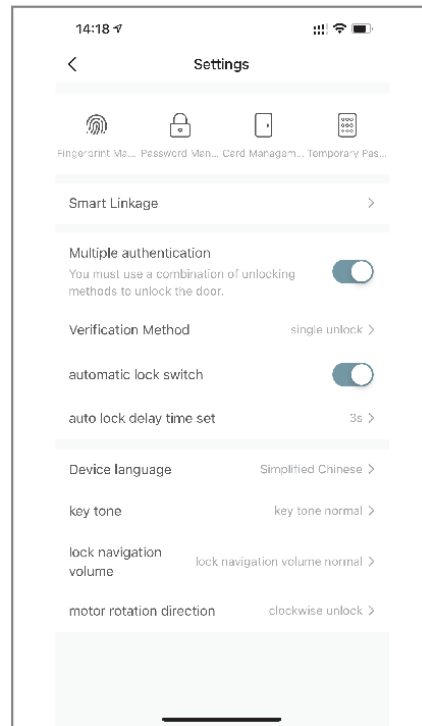 14:18
Settings
Fingerprint Ma... Password Man... Card Managem... Temporary Pas...
Smart Linkage
Multiple authentication
You must use a combination of unlocking
methods to unlock the door.
Verification Method single unlock
automatic lock switch
auto lock delay time set 3s
Device language Simplified Chinese
key tone key tone normal
lock navigation
volume lock navigation volume normal
motor rotation direction clockwise unlock